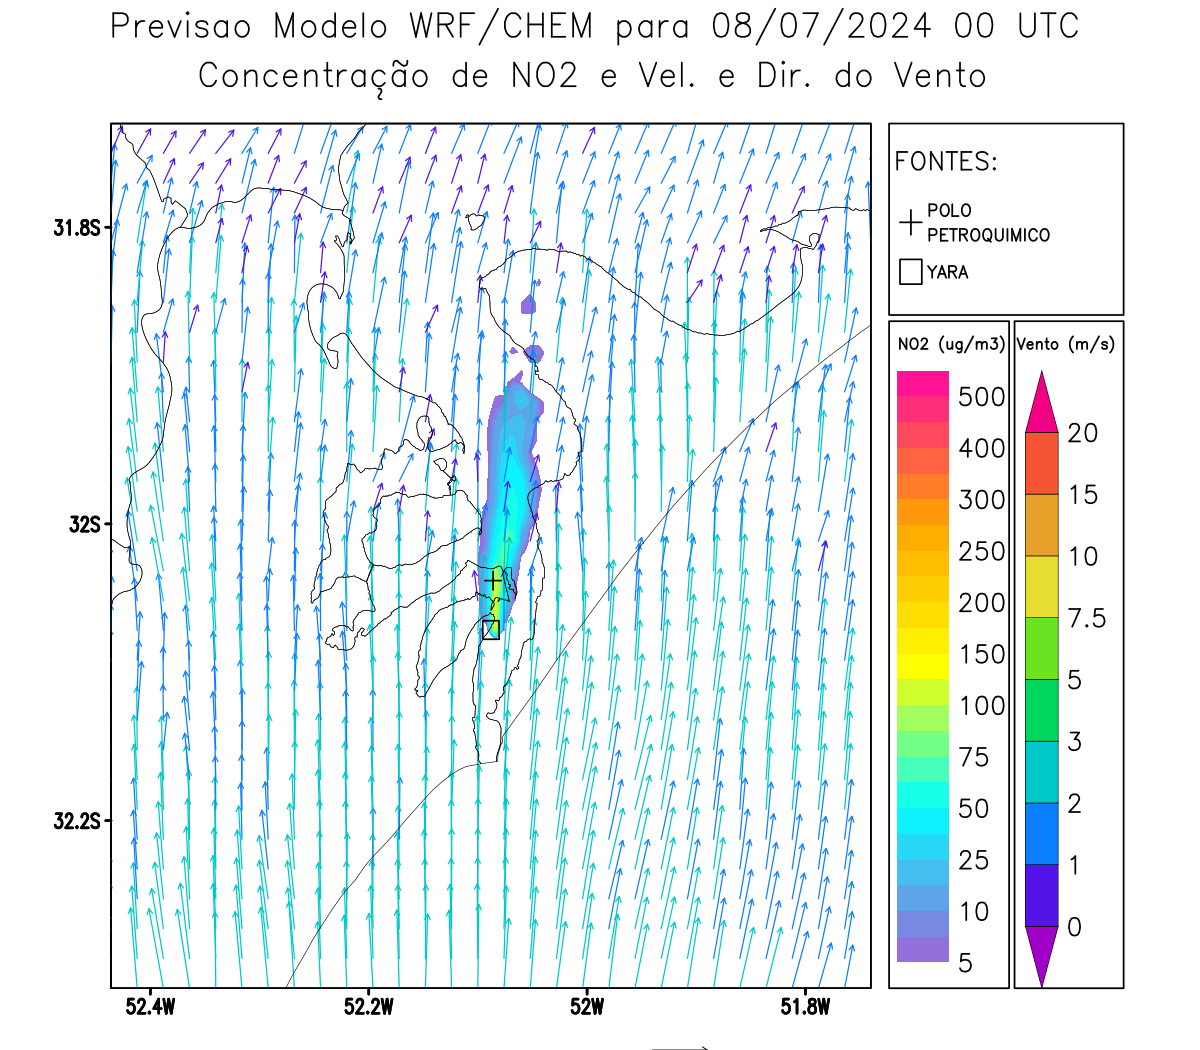 Previsao Modelo WRF/CHEM para 08/07/2024 00 UTC
Concentração de NO2 e Vel. e Dir. do Vento
FONTES:
POLO
PETROQUIMICO
YARA
NO2 (ug/m3)
500
400
300
250
200
150
100
75
50
25
10
5
Vento (m/s)
20
15
10
7.5
5
3
2
1
0
31.8S
32S
32.2S
52.4W
52.2W
52W
51.8W